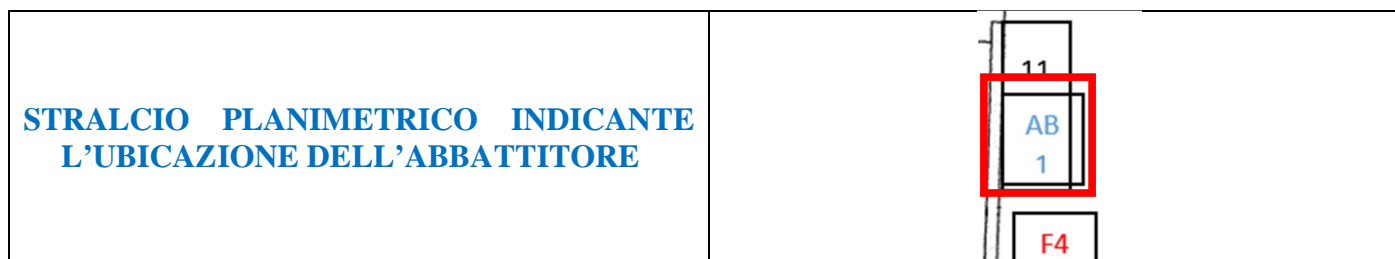 STRALCIO PLANIMETRICO INDICANTE
L’UBICAZIONE DELL’ABBATTITORE
11
AB
1
F4